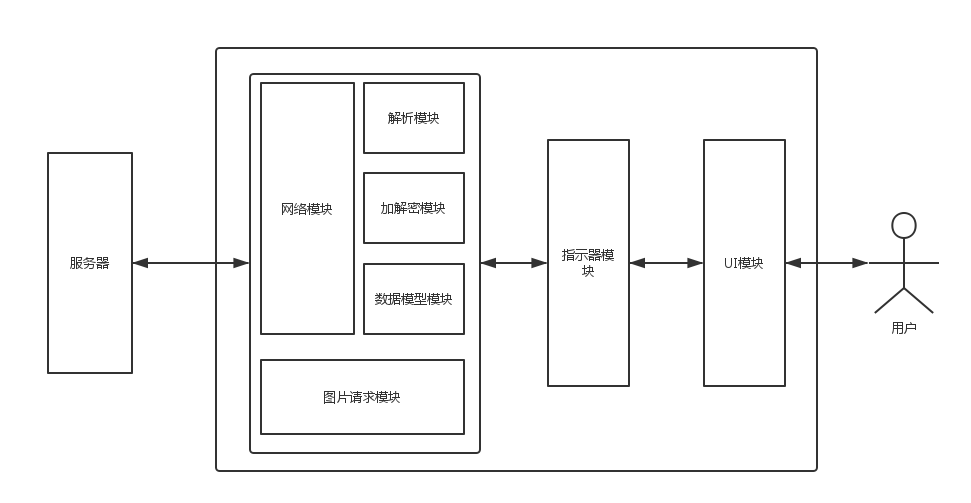 服务器
网络模块
解析模块
加解密模块
数据模型模块
图片请求模块
指示器模
块
UI模块
用户